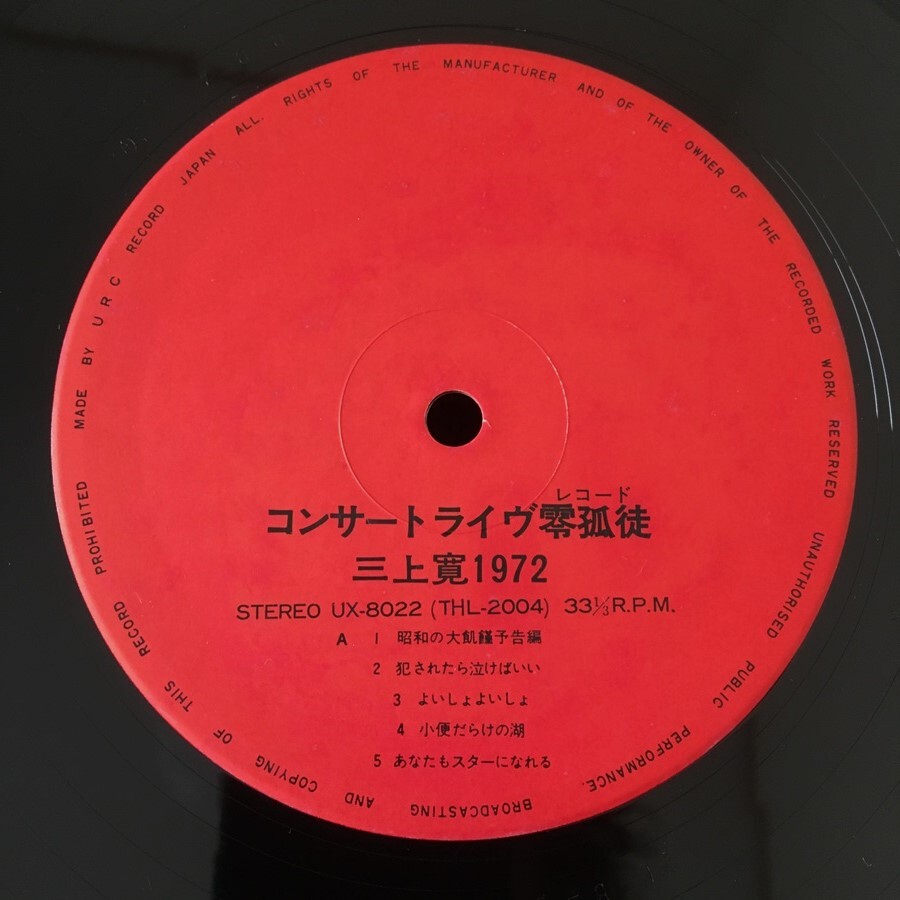 MADE BY URC RECORD JAPAN ALL. RIGHTS OF THE MANUFACTURER AND OF THE OWNER OF THE RECORDED WORK RESERVED UNAUTHORISED PUBLIC PERFORMANCE. BROADCASTING AND COPYING OF THIS RECORD PROHIBITED
レコード
コンサートライヴ零孤徒
三上寛1972
STEREO UX-8022 (THL-2004) 33⅓R.P.M.
A 1 昭和の大飢饉予告編
2 犯されたら泣けばいい
3 よいしょよいしょ
4 小便だらけの湖
5 あなたもスターになれる